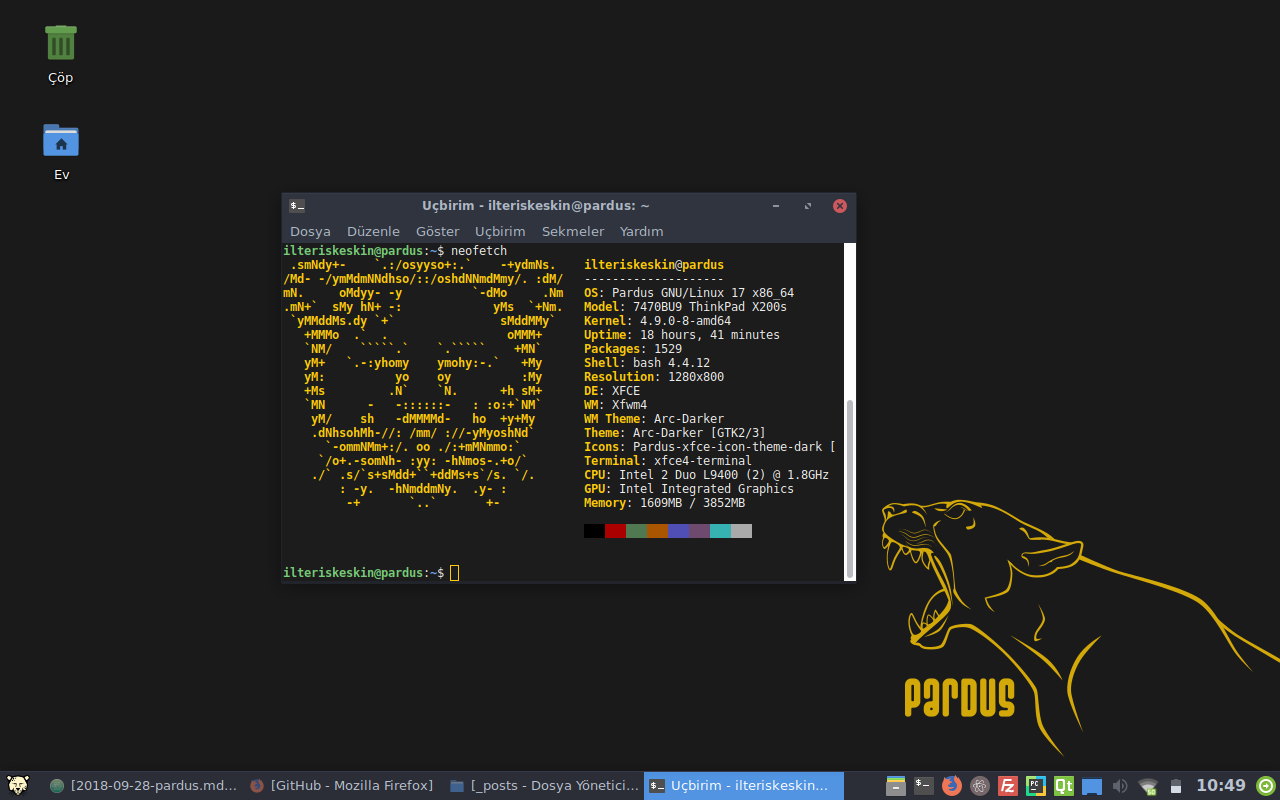 Çöp
Ev
Uçbirim - ilteriskeskin@pardus: ~
Dosya Düzenle Göster Uçbirim Sekmeler Yardım
ilteriskeskin@pardus:~$ neofetch
ilteriskeskin@pardus
--------------------
OS: Pardus GNU/Linux 17 x86_64
Model: 7470BU9 ThinkPad X200s
Kernel: 4.9.0-8-amd64
Uptime: 18 hours, 41 minutes
Packages: 1529
Shell: bash 4.4.12
Resolution: 1280x800
DE: XFCE
WM: Xfwm4
WM Theme: Arc-Darker
Theme: Arc-Darker [GTK2/3]
Icons: Pardus-xfce-icon-theme-dark [
Terminal: xfce4-terminal
CPU: Intel 2 Duo L9400 (2) @ 1.8GHz
GPU: Intel Integrated Graphics
Memory: 1609MB / 3852MB
ilteriskeskin@pardus:~$
PARDUS
[2018-09-28-pardus.md... [GitHub - Mozilla Firefox] [_posts - Dosya Yönetici... Uçbirim - ilteriskeskin... 10:49